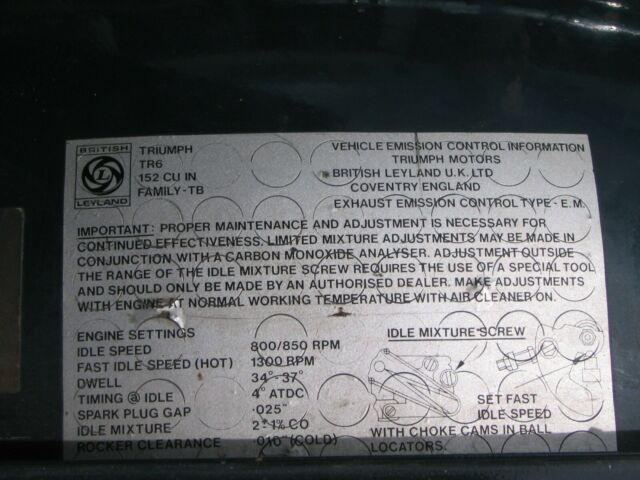 BRITISH
L
LEYLAND
TRIUMPH
TR6
152 CU IN
FAMILY-TB
VEHICLE EMISSION CONTROL INFORMATION
TRIUMPH MOTORS
BRITISH LEYLAND U.K. LTD
COVENTRY ENGLAND
EXHAUST EMISSION CONTROL TYPE - E.M.
IMPORTANT: PROPER MAINTENANCE AND ADJUSTMENT IS NECESSARY FOR
CONTINUED EFFECTIVENESS. LIMITED MIXTURE ADJUSTMENTS MAY BE MADE IN
CONJUNCTION WITH A CARBON MONOXIDE ANALYSER. ADJUSTMENT OUTSIDE
THE RANGE OF THE IDLE MIXTURE SCREW REQUIRES THE USE OF A SPECIAL TOOL
AND SHOULD ONLY BE MADE BY AN AUTHORISED DEALER. MAKE ADJUSTMENTS
WITH ENGINE AT NORMAL WORKING TEMPERATURE WITH AIR CLEANER ON.
ENGINE SETTINGS
IDLE SPEED 800/850 RPM
FAST IDLE SPEED (HOT) 1300 RPM
DWELL 34°-37°
TIMING @ IDLE 4° ATDC
SPARK PLUG GAP .025"
IDLE MIXTURE 2±1% CO
ROCKER CLEARANCE .010" (COLD)
IDLE MIXTURE SCREW
SET FAST
IDLE SPEED
WITH CHOKE CAMS IN BALL
LOCATORS.